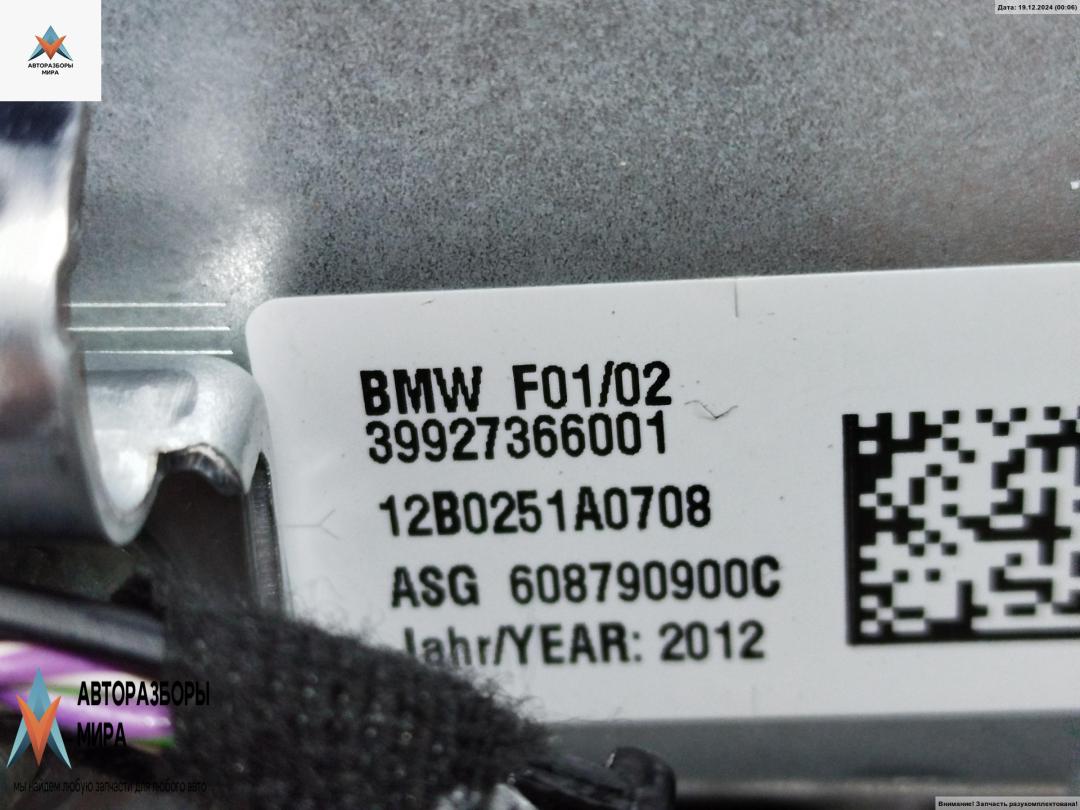 Дата: 19.12.2024 (00:06)
АВТОРАЗБОРЫ
МИРА
BMW F01/02
39927366001
12B0251A0708
ASG 608790900C
Jahr/YEAR: 2012
АВТОРАЗБОРЫ
МИРА
мы найдем любую запчасти для любого авто
Внимание! Запчасть разукомплектована!